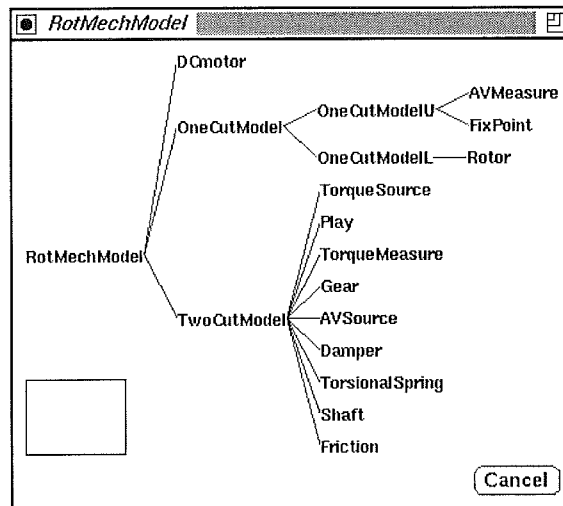 RotMechModel
DCmotor
AVMeasure
OneCutModelU
OneCutModel
FixPoint
OneCutModelL
Rotor
TorqueSource
Play
TorqueMeasure
RotMechModel
Gear
TwoCutModel
AVSource
Damper
TorsionalSpring
Shaft
Friction
Cancel